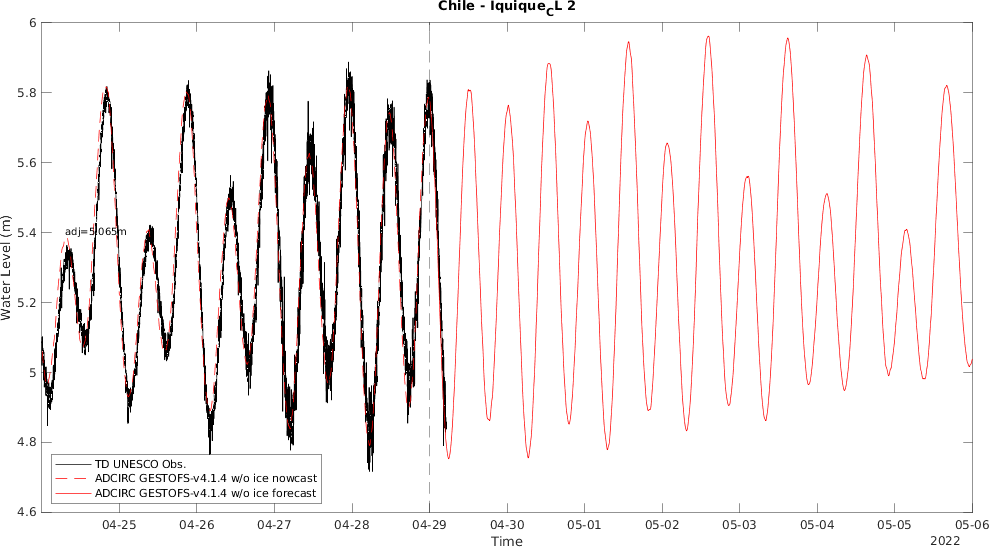 Chile - Iquique_CL 2
Water Level (m)
6
5.8
5.6
5.4
5.2
5
4.8
4.6
adj=5.065m
TD UNESCO Obs.
ADCIRC GESTOFS-v4.1.4 w/o ice nowcast
ADCIRC GESTOFS-v4.1.4 w/o ice forecast
04-25 04-26 04-27 04-28 04-29 04-30 05-01 05-02 05-03 05-04 05-05 05-06
Time
2022